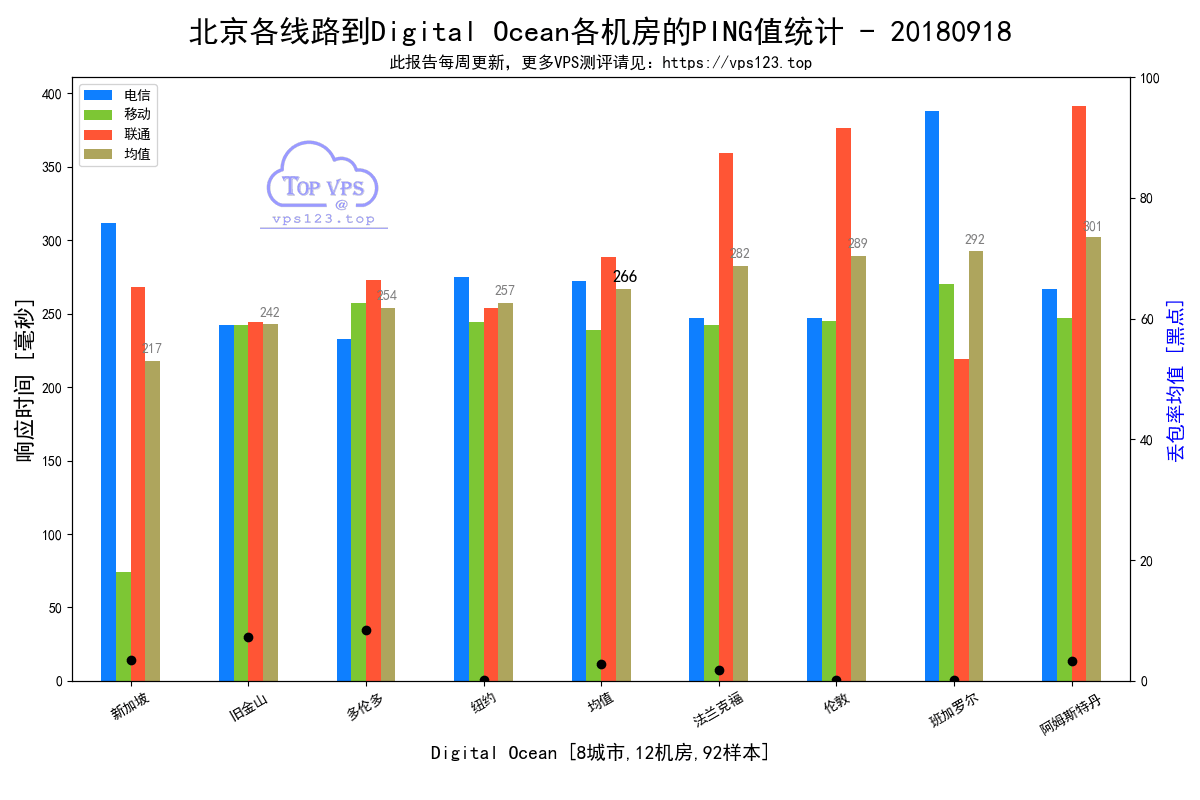 北京各线路到Digital Ocean各机房的PING值统计 - 20180918
此报告每周更新，更多VPS测评请见：https://vps123.top
电信
移动
联通
均值
TOP VPS
@
vps123.top
响应时间 [毫秒]
400
350
300
250
200
150
100
50
0
217
242
254
257
266
282
289
292
301
100
80
60
40
20
0
丢包率均值 [黑点]
新加坡
旧金山
多伦多
纽约
均值
法兰克福
伦敦
班加罗尔
阿姆斯特丹
Digital Ocean [8城市,12机房,92样本]